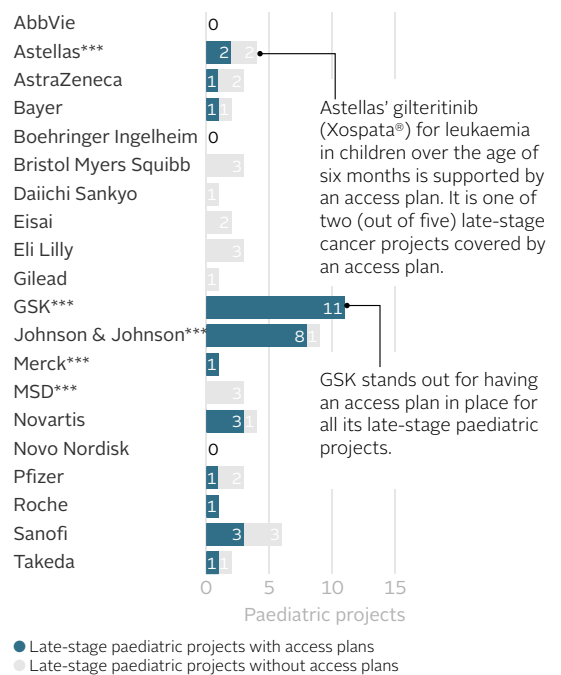 AbbVie 0
Astellas*** 2 2
AstraZeneca 1 2
Bayer 1 1
Boehringer Ingelheim 0
Bristol Myers Squibb 3
Daiichi Sankyo 1
Eisai 2
Eli Lilly 3
Gilead 1
GSK*** 11
Johnson & Johnson*** 8 1
Merck*** 1
MSD*** 3
Novartis 3 1
Novo Nordisk 0
Pfizer 1 2
Roche 1
Sanofi 3 3
Takeda 1 1
0 5 10 15
Paediatric projects
Astellas’ gilteritinib
(Xospata®) for leukaemia
in children over the age of
six months is supported by
an access plan. It is one of
two (out of five) late-stage
cancer projects covered by
an access plan.
GSK stands out for having
an access plan in place for
all its late-stage paediatric
projects.
Late-stage paediatric projects with access plans
Late-stage paediatric projects without access plans